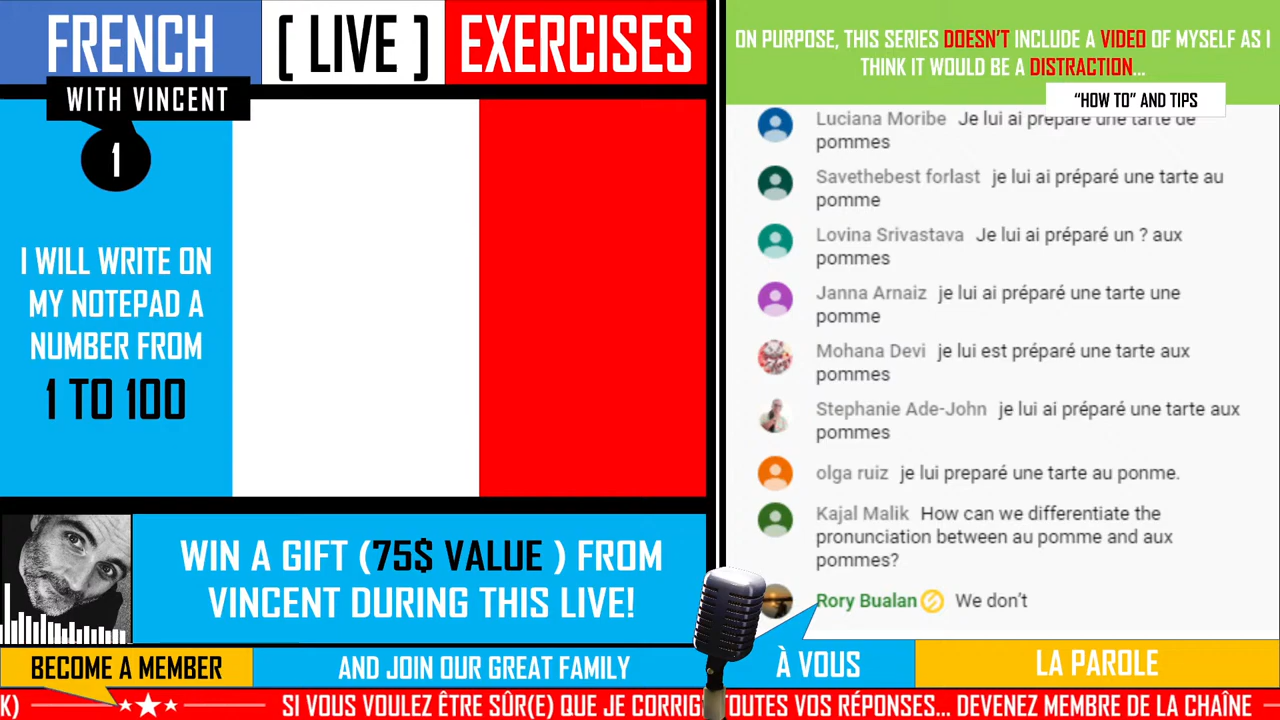 FRENCH
[ LIVE ]
EXERCISES
WITH VINCENT
1
I WILL WRITE ON
MY NOTEPAD A
NUMBER FROM
1 TO 100
WIN A GIFT (75$ VALUE ) FROM
VINCENT DURING THIS LIVE!
BECOME A MEMBER
AND JOIN OUR GREAT FAMILY
ON PURPOSE, THIS SERIES DOESN'T INCLUDE A VIDEO OF MYSELF AS I
THINK IT WOULD BE A DISTRACTION...
"HOW TO" AND TIPS
Luciana Moribe Je lui ai préparé une tarte de
pommes
Savethebest forlast je lui ai préparé une tarte au
pomme
Lovina Srivastava Je lui ai préparé un ? aux
pommes
Janna Arnaiz je lui ai préparé une tarte une
pomme
Mohana Devi je lui est préparé une tarte aux
pommes
Stephanie Ade-John je lui ai préparé une tarte aux
pommes
olga ruiz je lui preparé une tarte au ponme.
Kajal Malik How can we differentiate the
pronunciation between au pomme and aux
pommes?
Rory Bualan We don't
À VOUS
LA PAROLE
K) SI VOUS VOULEZ ÊTRE SÛR(E) QUE JE CORRIG TOUTES VOS RÉPONSES... DEVENEZ MEMBRE DE LA CHAÎNE